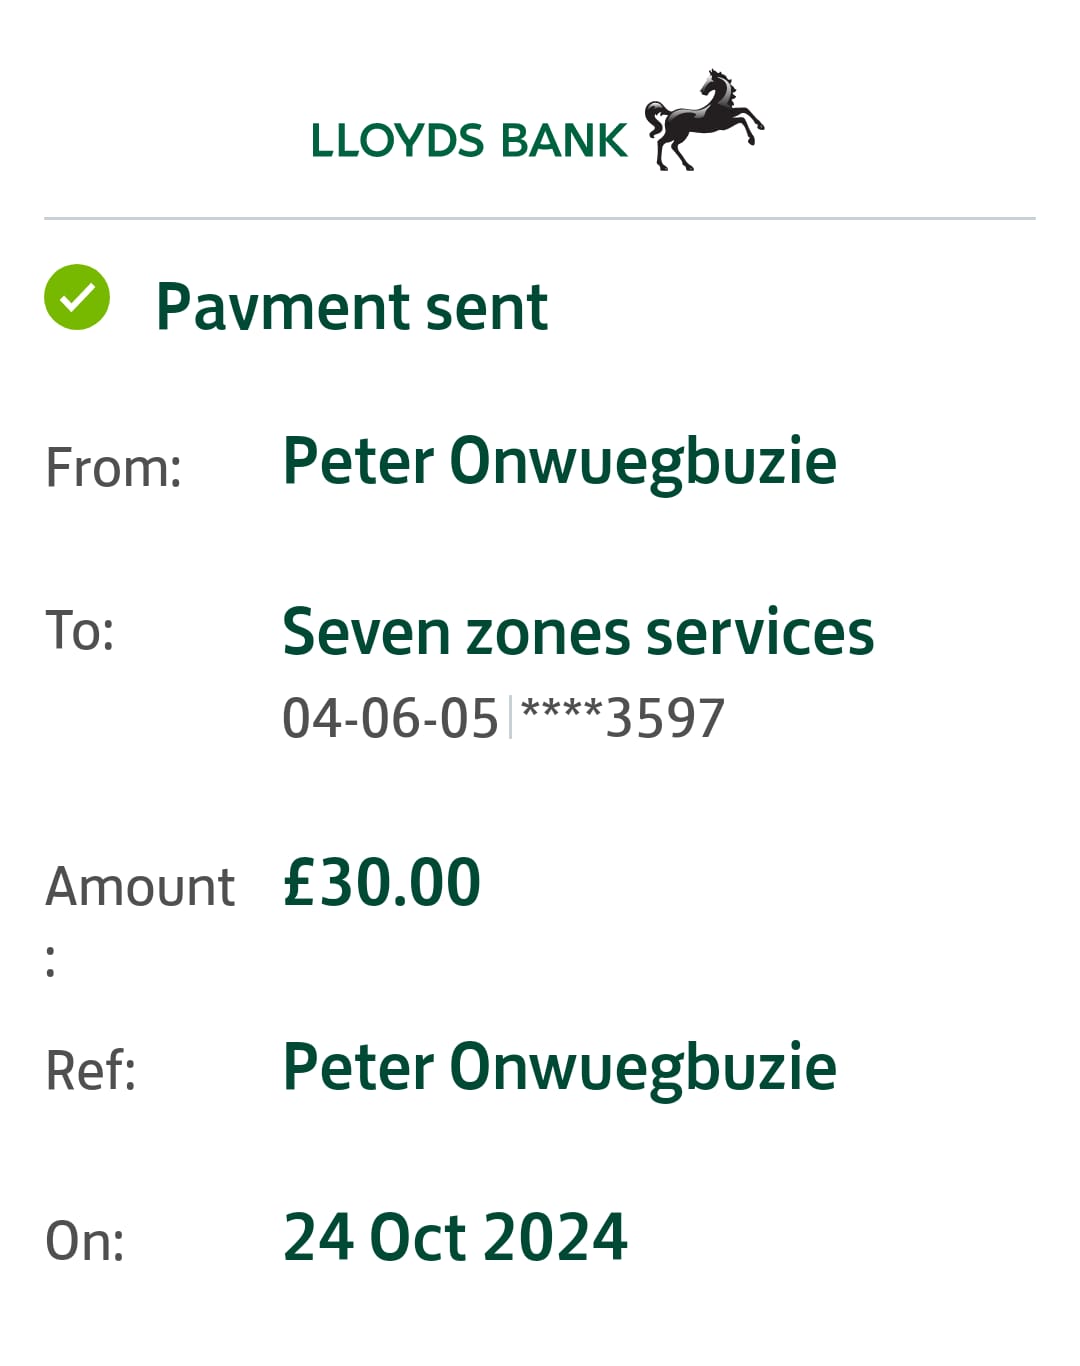 LLOYDS BANK
Pavment sent
From: Peter Onwuegbuzie
To: Seven zones services
04-06-05 | ****3597
Amount £30.00
:
Ref: Peter Onwuegbuzie
On: 24 Oct 2024